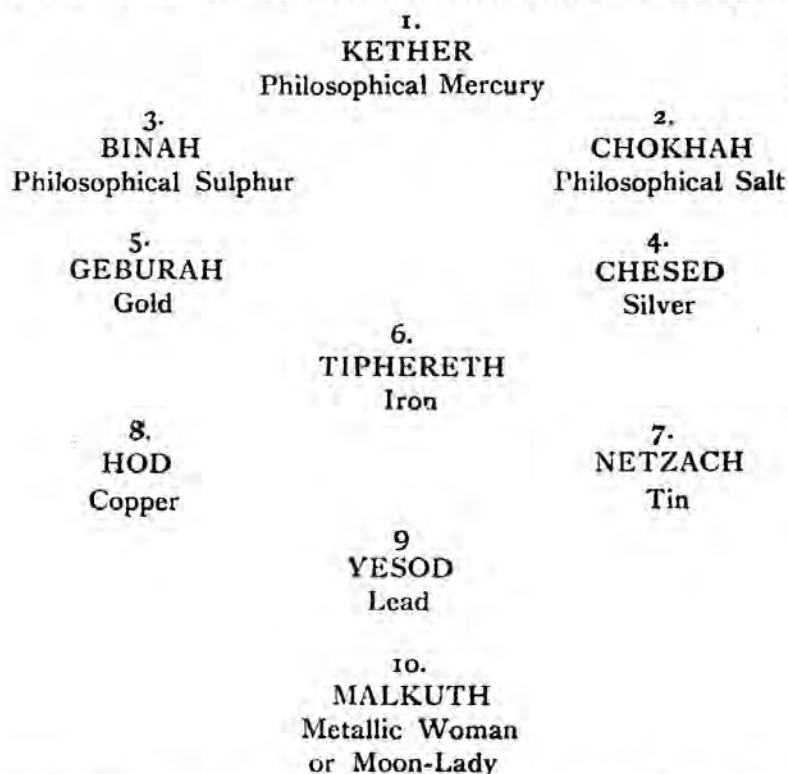 1.
KETHER
Philosophical Mercury
3.
BINAH
Philosophical Sulphur
2.
CHOKHAH
Philosophical Salt
5.
GEBURAH
Gold
4.
CHESED
Silver
6.
TIPHERETH
Iron
8.
HOD
Copper
7.
NETZACH
Tin
9
YESOD
Lead
10.
MALKUTH
Metallic Woman
or Moon-Lady